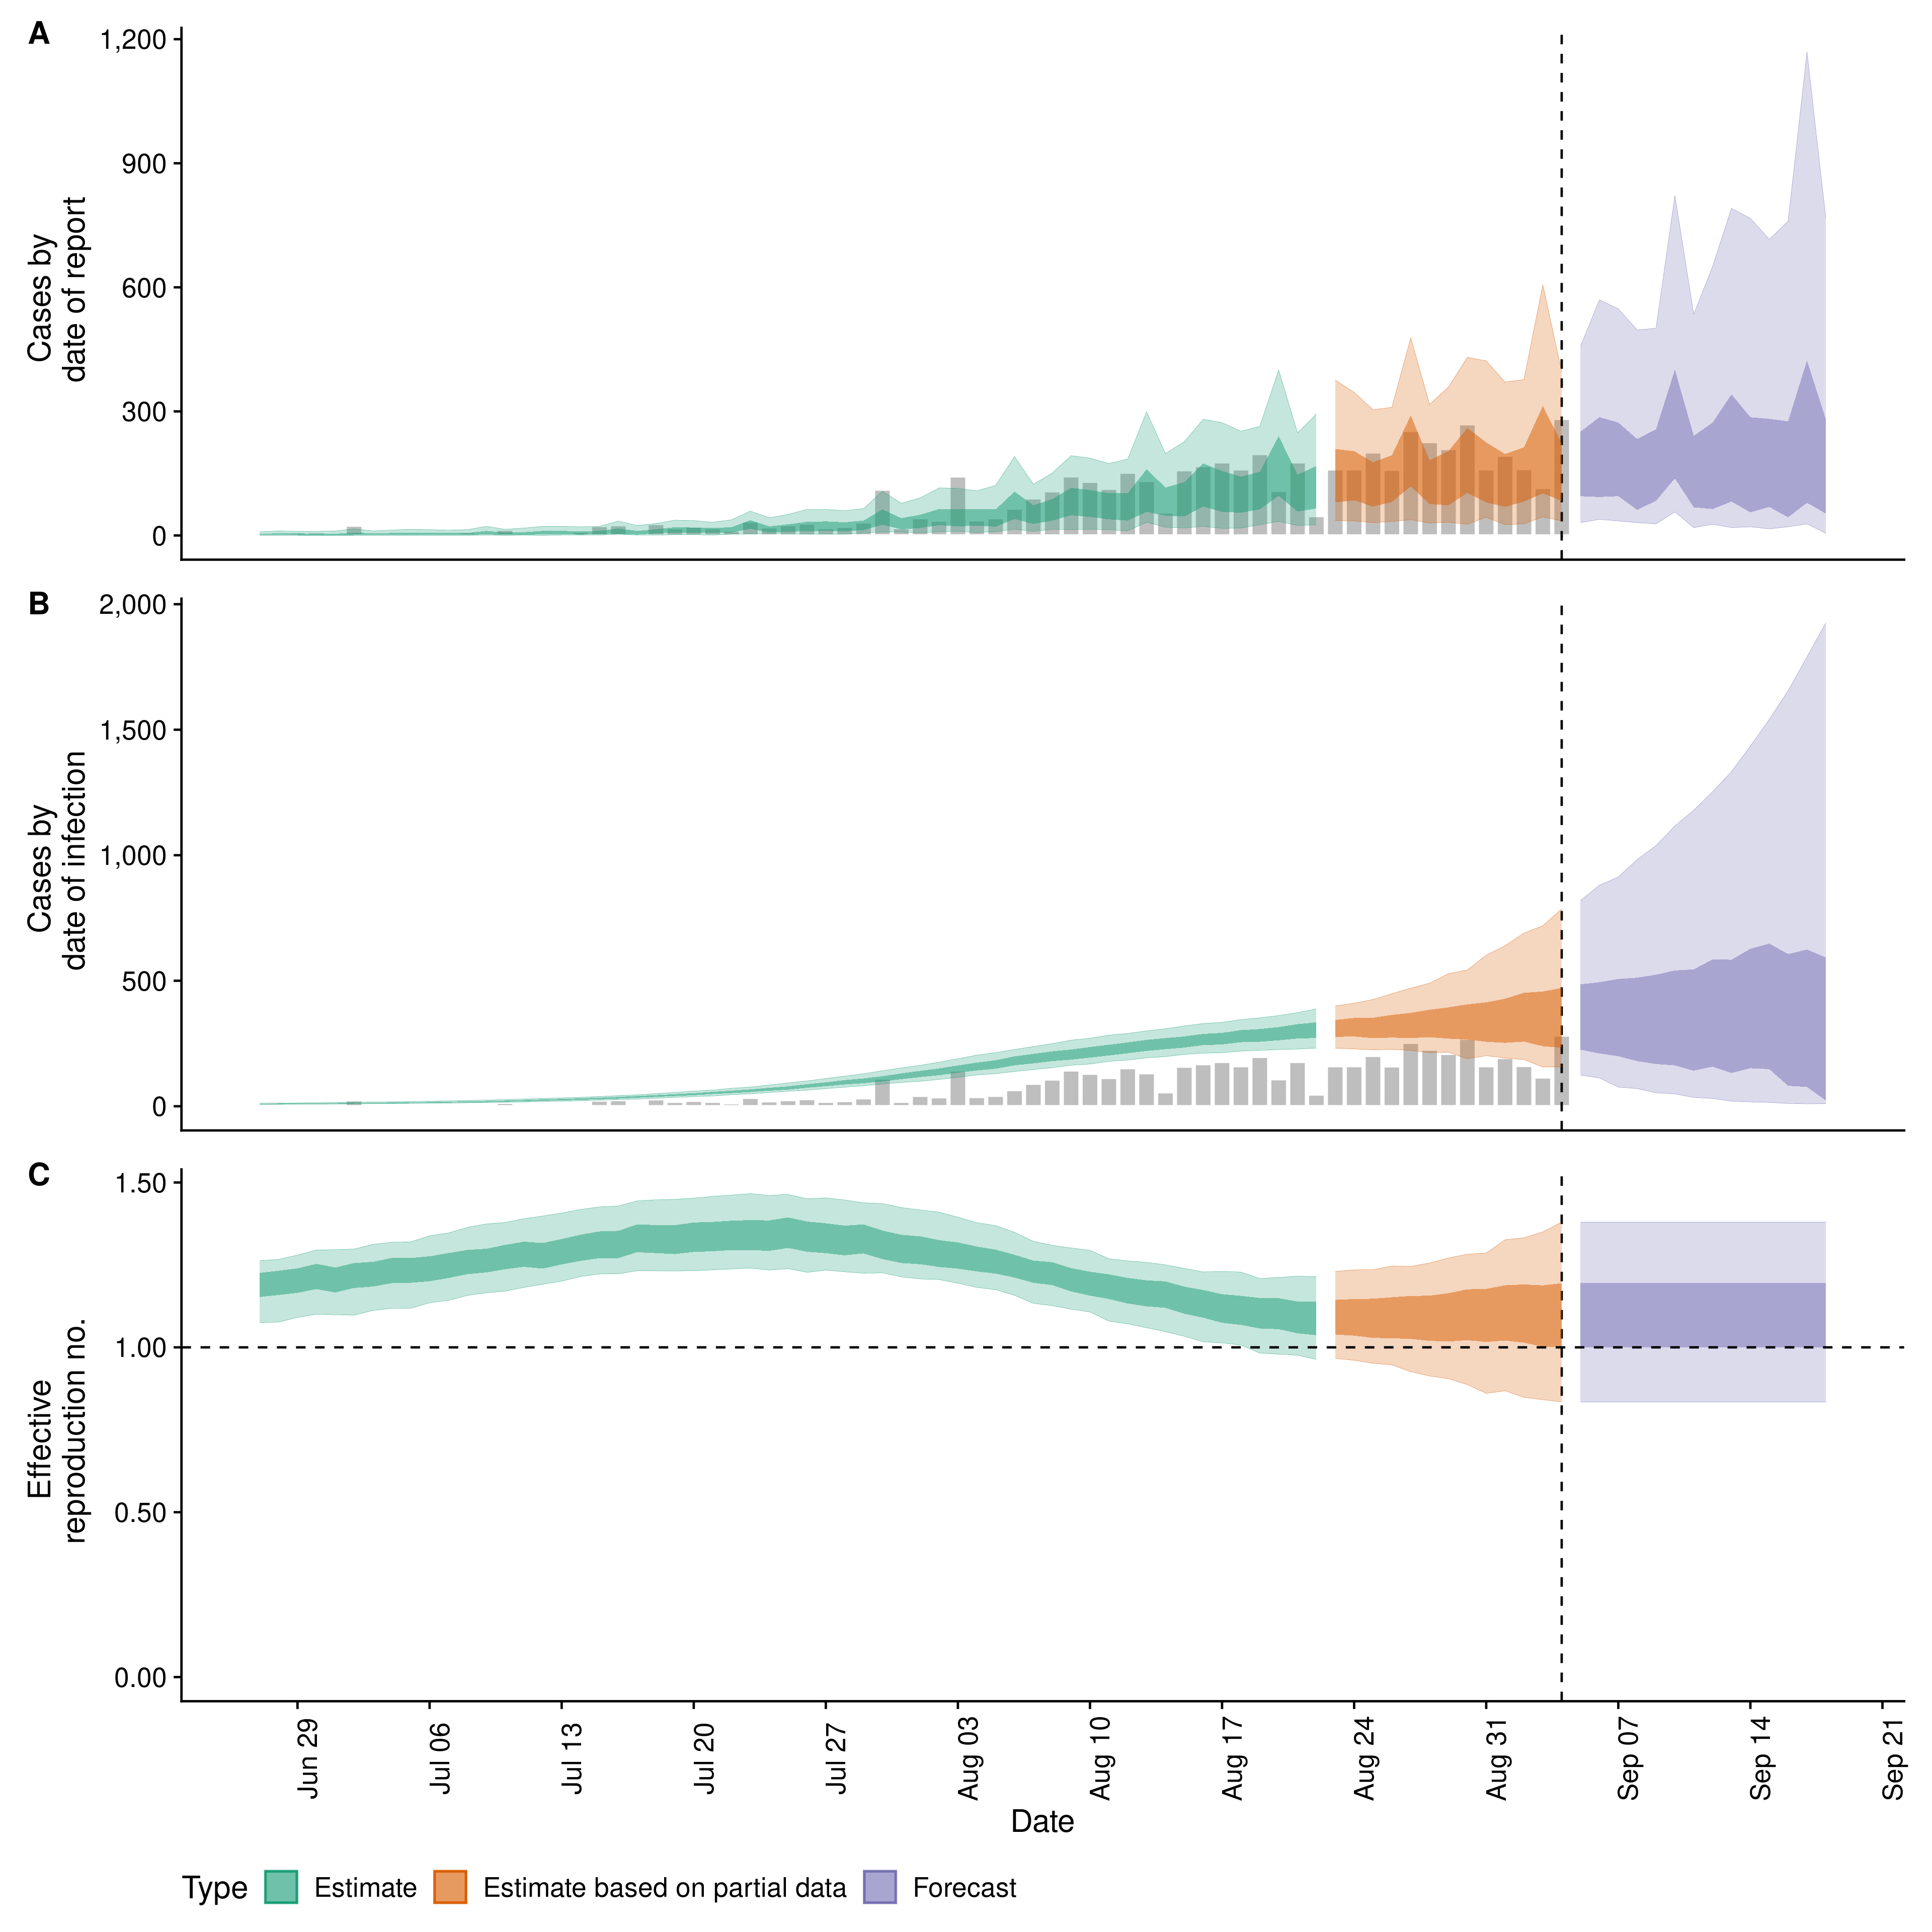 A
1,200
900
600
300
0
Cases by
date of report
B
2,000
1,500
1,000
500
0
Cases by
date of infection
C
1.50
1.00
0.50
0.00
Effective
reproduction no.
Jun 29
Jul 06
Jul 13
Jul 20
Jul 27
Aug 03
Aug 10
Aug 17
Aug 24
Aug 31
Sep 07
Sep 14
Sep 21
Date
Type Estimate Estimate based on partial data Forecast